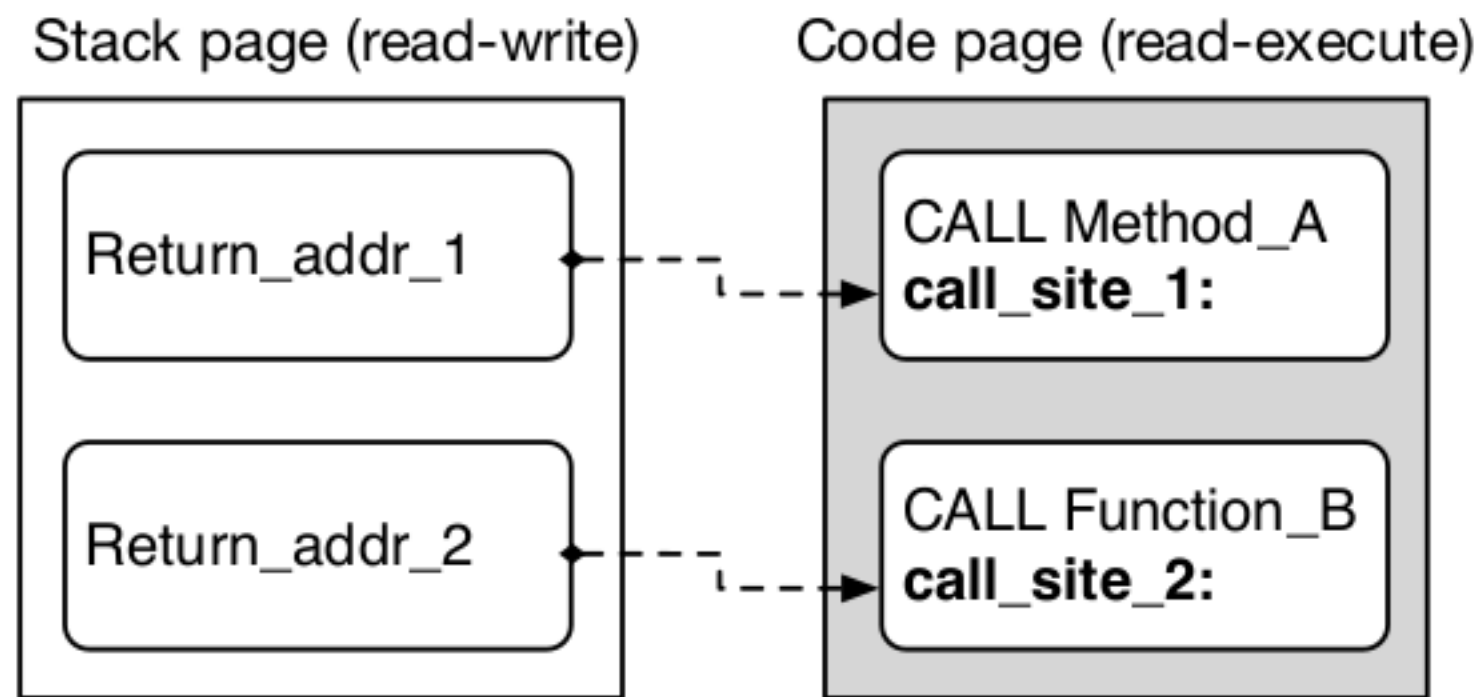 Stack page (read-write)
Code page (read-execute)
Return_addr_1
CALL Method_A
call_site_1:
Return_addr_2
CALL Function_B
call_site_2: